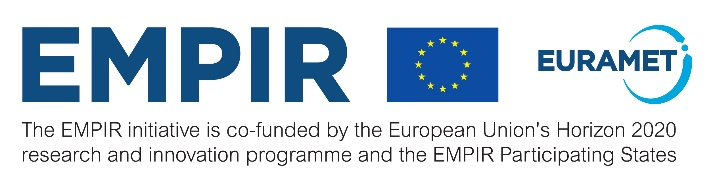 EMPIR
EURAMET
The EMPIR initiative is co-funded by the European Union's Horizon 2020
research and innovation programme and the EMPIR Participating States